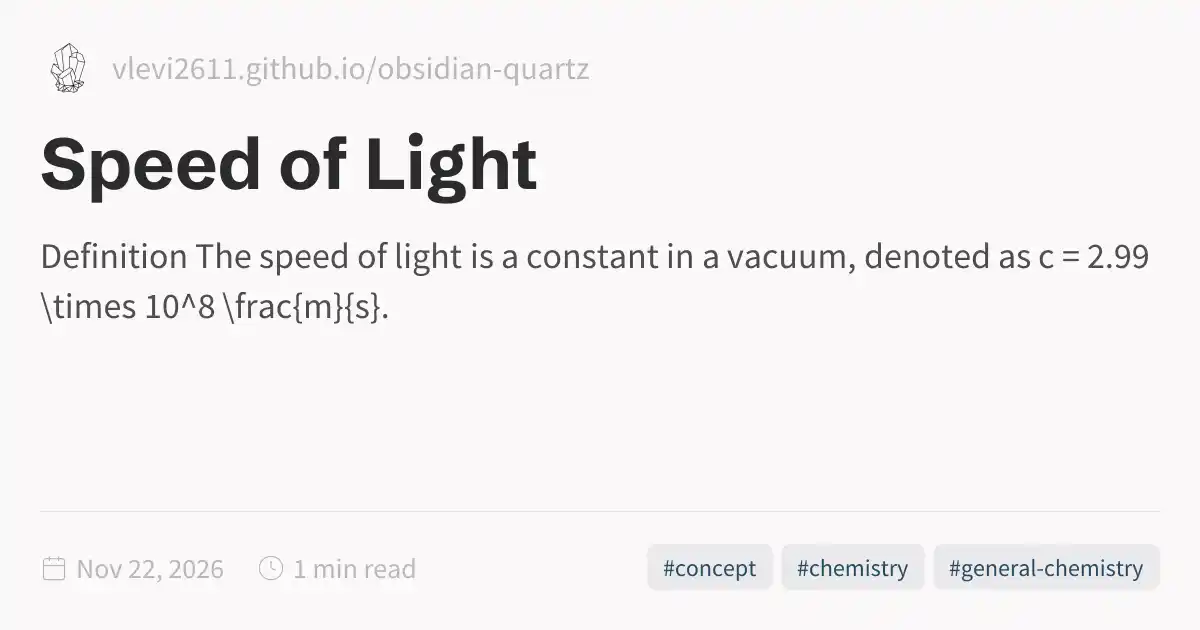 vlevi2611.github.io/obsidian-quartz
Speed of Light
Definition The speed of light is a constant in a vacuum, denoted as c = 2.99
\times 10^8 \frac{m}{s}.
Nov 22, 2026 1 min read #concept #chemistry #general-chemistry